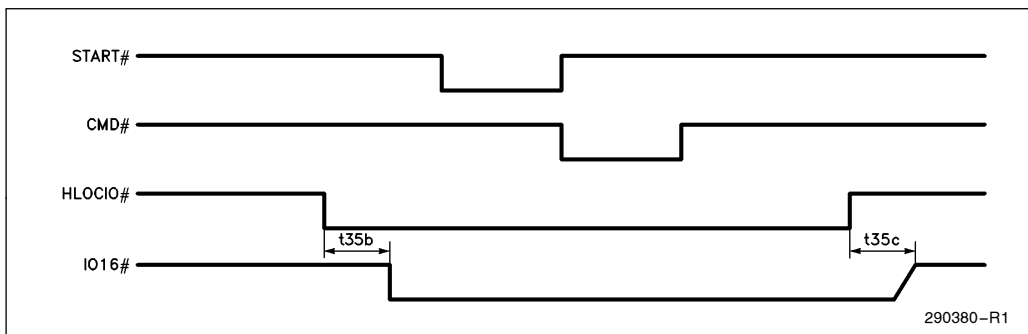 START#
CMD#
HLOCIO#
t35b
t35c
IO16#
290380–R1